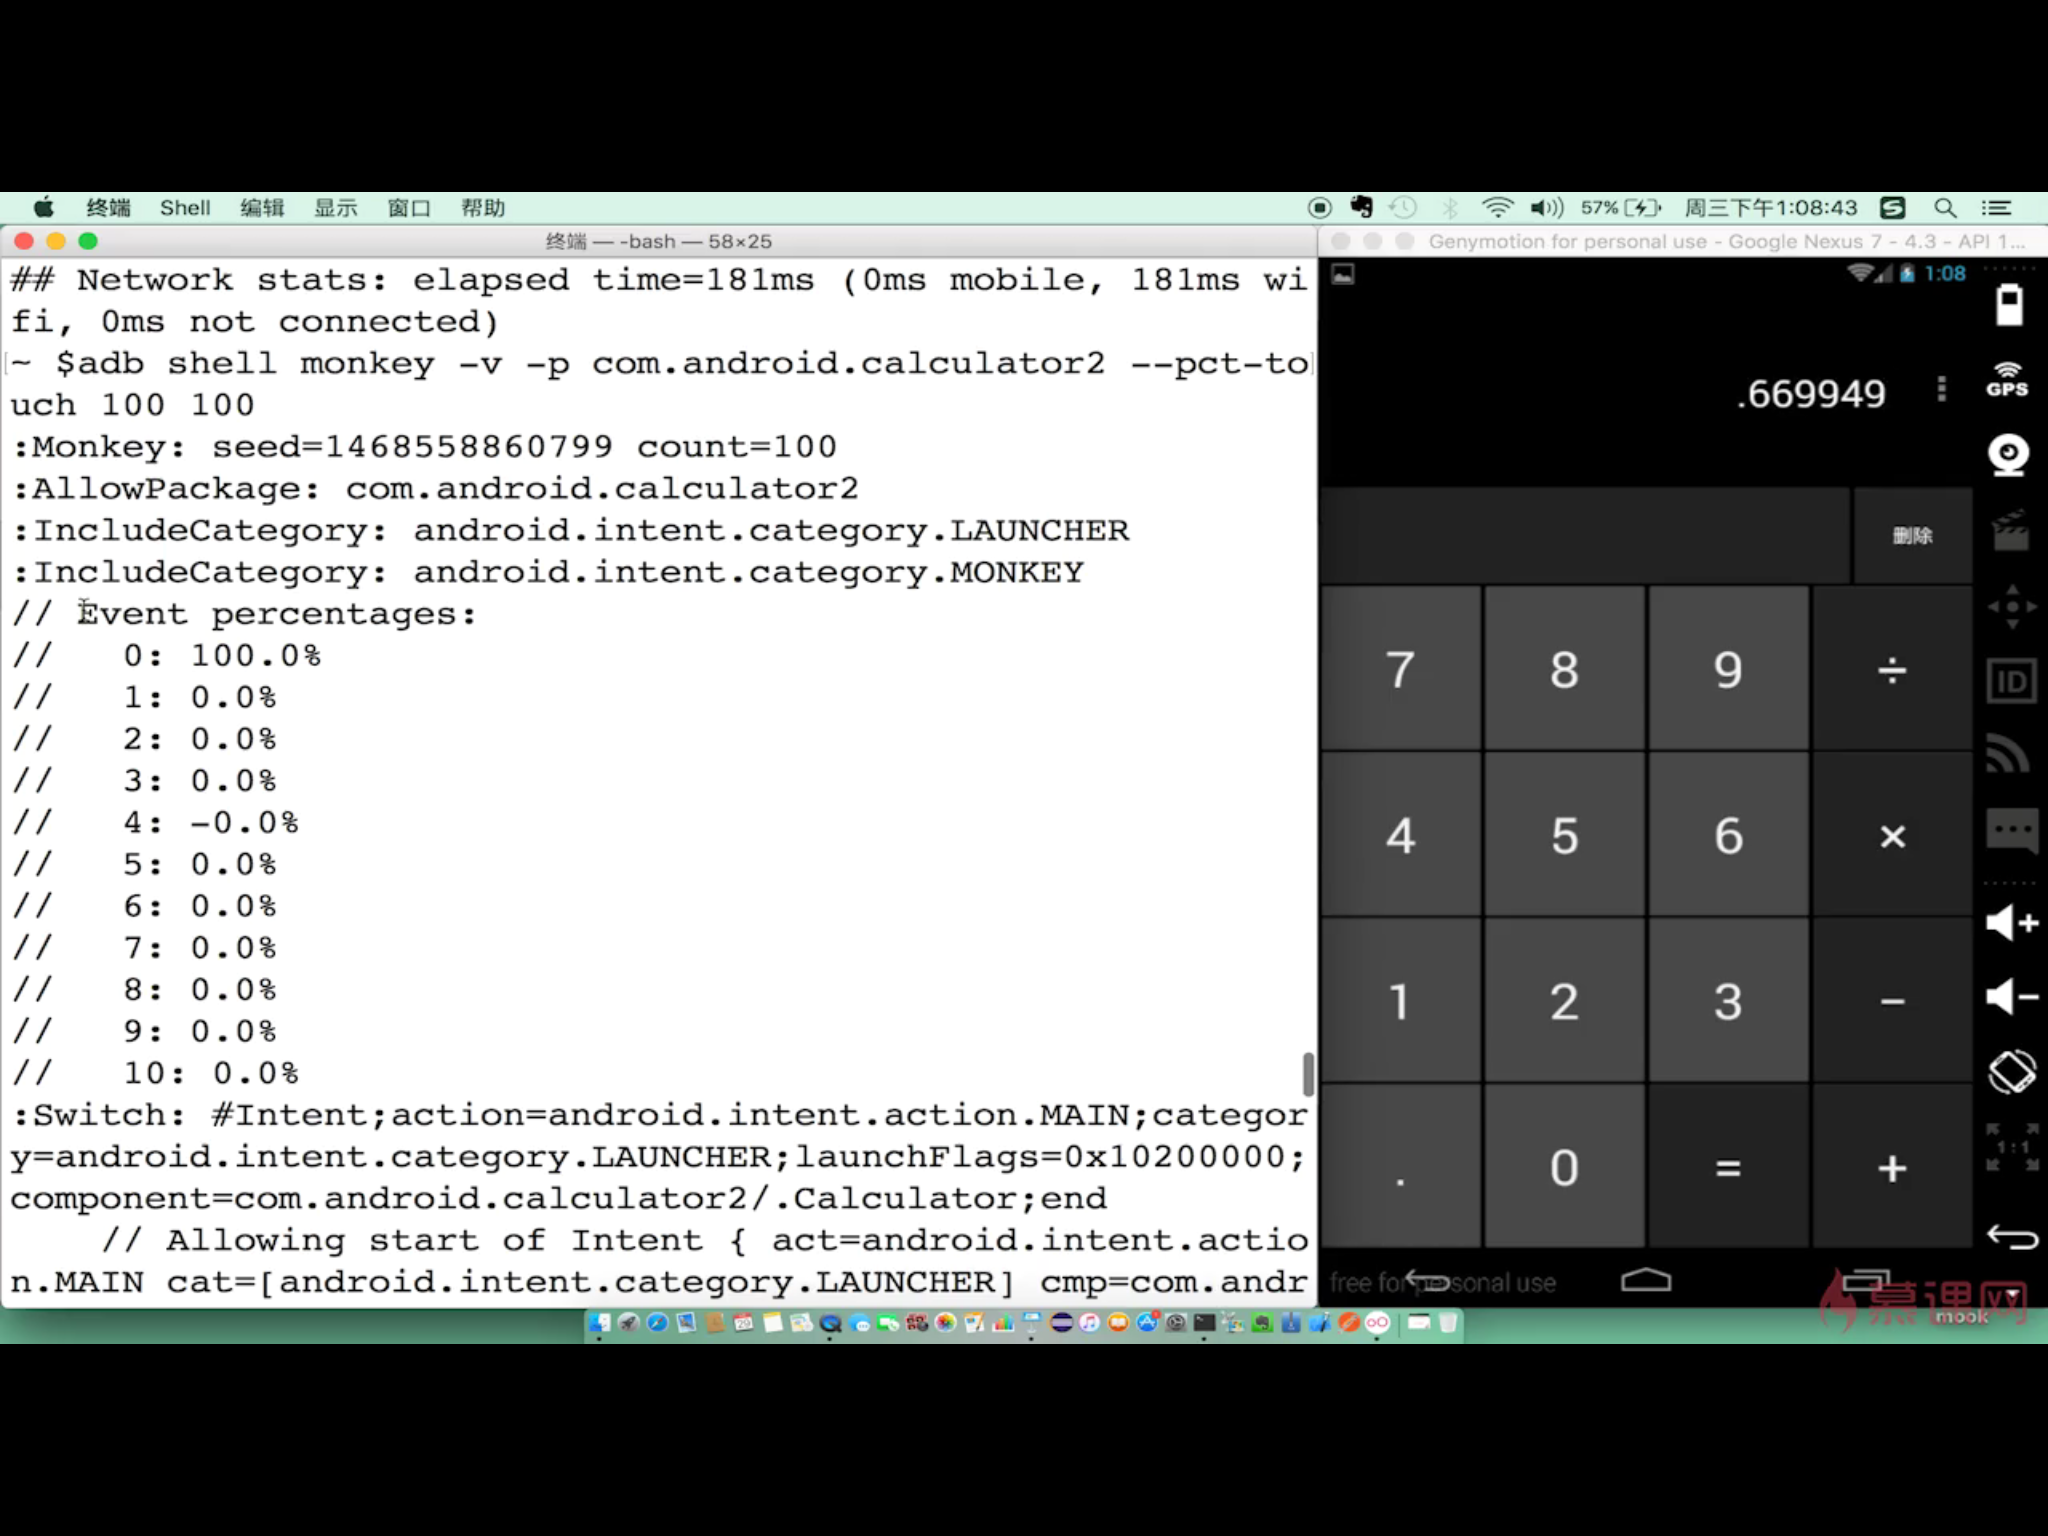 终端 Shell 编辑 显示 窗口 帮助 57% 周三下午1:08:43
终端 — -bash — 58×25
## Network stats: elapsed time=181ms (0ms mobile, 181ms wi
fi, 0ms not connected)
~ $adb shell monkey -v -p com.android.calculator2 --pct-to
uch 100 100
:Monkey: seed=1468558860799 count=100
:AllowPackage: com.android.calculator2
:IncludeCategory: android.intent.category.LAUNCHER
:IncludeCategory: android.intent.category.MONKEY
// Event percentages:
//   0: 100.0%
//   1: 0.0%
//   2: 0.0%
//   3: 0.0%
//   4: -0.0%
//   5: 0.0%
//   6: 0.0%
//   7: 0.0%
//   8: 0.0%
//   9: 0.0%
//   10: 0.0%
:Switch: #Intent;action=android.intent.action.MAIN;categor
y=android.intent.category.LAUNCHER;launchFlags=0x10200000;
component=com.android.calculator2/.Calculator;end
    // Allowing start of Intent { act=android.intent.actio
n.MAIN cat=[android.intent.category.LAUNCHER] cmp=com.andr
Genymotion for personal use - Google Nexus 7 - 4.3 - API 1...
1:08
.669949
GPS
删除
7 8 9 ÷
4 5 6 ×
1 2 3 −
. 0 = +
ID
1:1
free for personal use
慕课网
mook